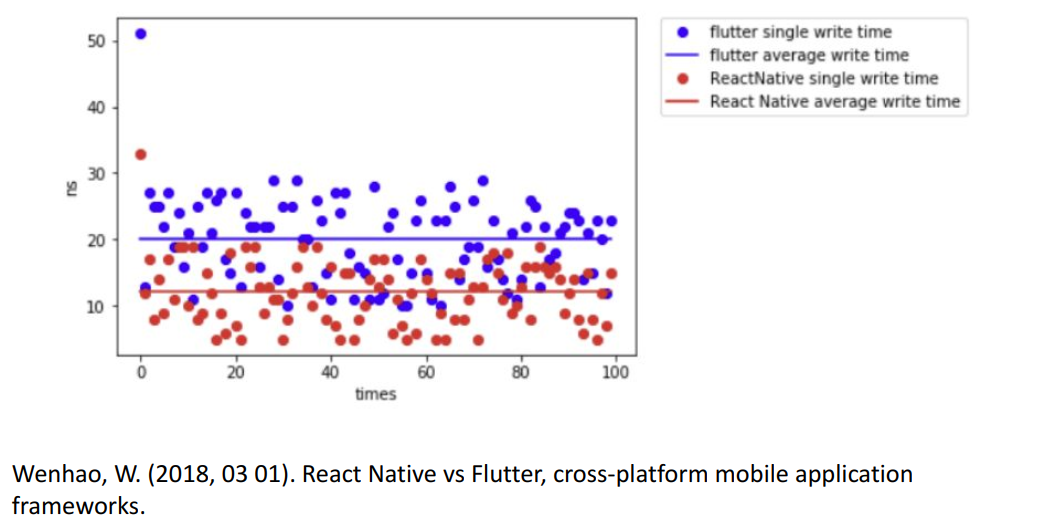 50
40
30
20
10
ns
0 20 40 60 80 100
times
flutter single write time
flutter average write time
ReactNative single write time
React Native average write time
Wenhao, W. (2018, 03 01). React Native vs Flutter, cross-platform mobile application
frameworks.